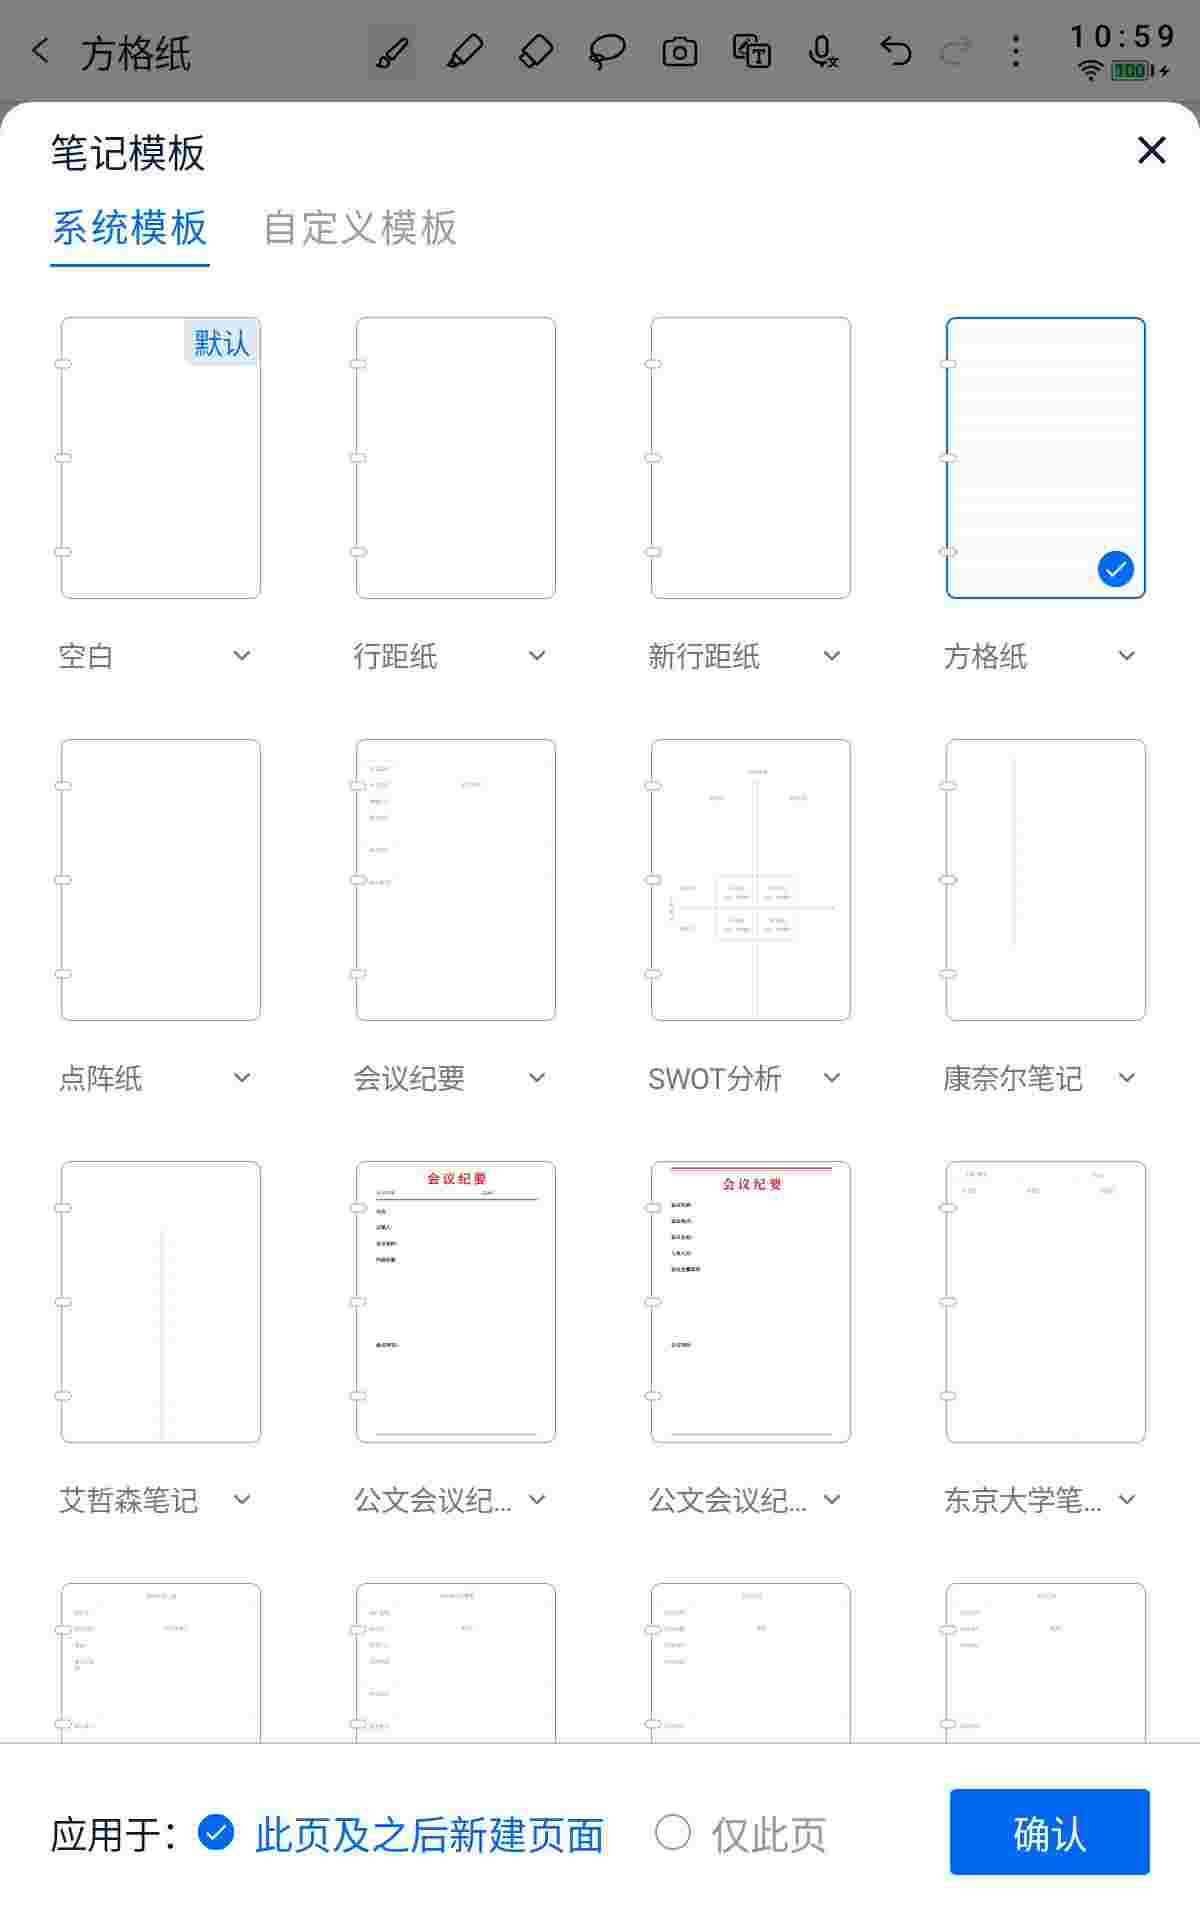 方格纸
10:59
100
笔记模板
系统模板 自定义模板
默认
空白 行距纸 新行距纸 方格纸
点阵纸 会议纪要 SWOT分析 康奈尔笔记
会议纪要 会议纪要
艾哲森笔记 公文会议纪... 公文会议纪... 东京大学笔...
应用于： 此页及之后新建页面 仅此页 确认